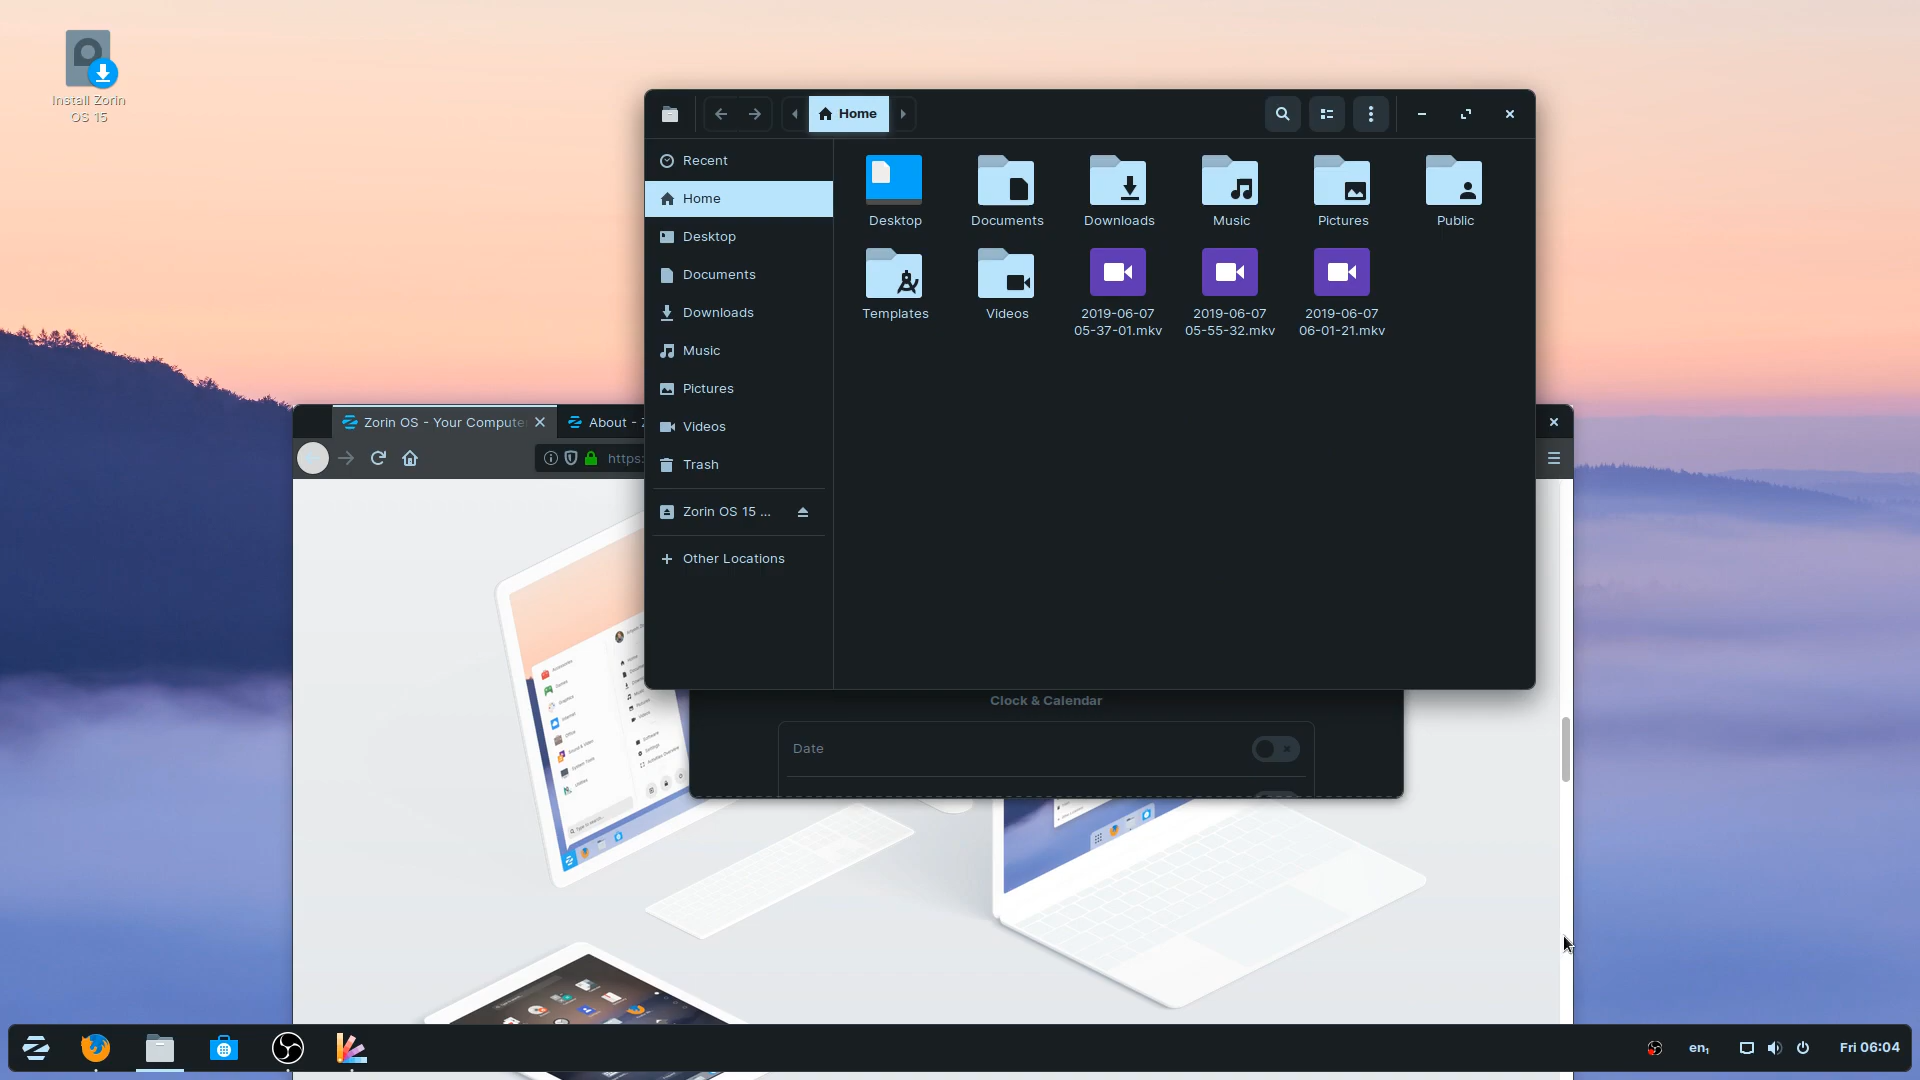 Install Zorin
OS 15
Home
Recent
Home
Desktop
Documents
Downloads
Music
Pictures
Videos
Trash
Zorin OS 15 ...
Other Locations
Desktop
Documents
Downloads
Music
Pictures
Public
Templates
Videos
2019-06-07
05-37-01.mkv
2019-06-07
05-55-32.mkv
2019-06-07
06-01-21.mkv
Zorin OS - Your Compute
About - Z
https:
Clock & Calendar
Date
en₁
Fri 06:04